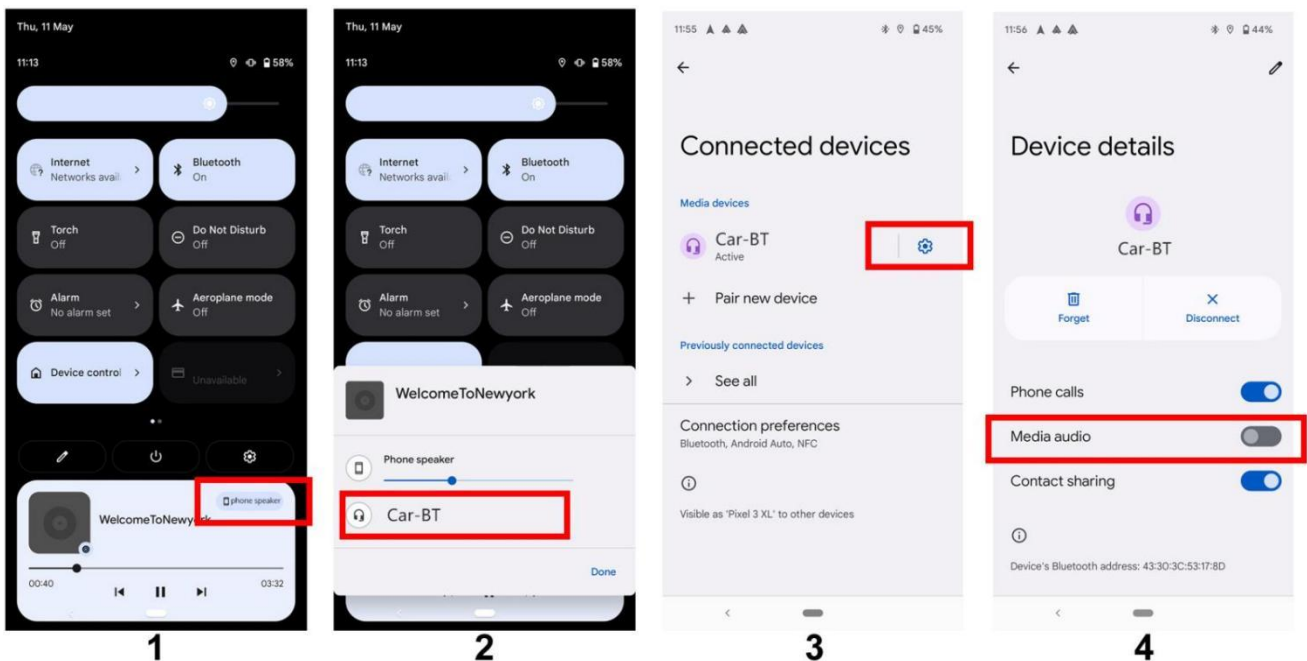 Thu, 11 May
11:13
58%
Internet
Networks avail.
Bluetooth
On
Torch
Off
Do Not Disturb
Off
Alarm
No alarm set
Aeroplane mode
Off
Device control
Unavailable
phone speaker
WelcomeToNewyork
00:40
03:32
1
Thu, 11 May
11:13
58%
Internet
Networks avail.
Bluetooth
On
Torch
Off
Do Not Disturb
Off
Alarm
No alarm set
Aeroplane mode
Off
WelcomeToNewyork
Phone speaker
Car-BT
Done
2
11:55
45%
Connected devices
Media devices
Car-BT
Active
Pair new device
Previously connected devices
See all
Connection preferences
Bluetooth, Android Auto, NFC
Visible as 'Pixel 3 XL' to other devices
3
11:56
44%
Device details
Car-BT
Forget
Disconnect
Phone calls
Media audio
Contact sharing
Device's Bluetooth address: 43:30:3C:53:17:8D
4